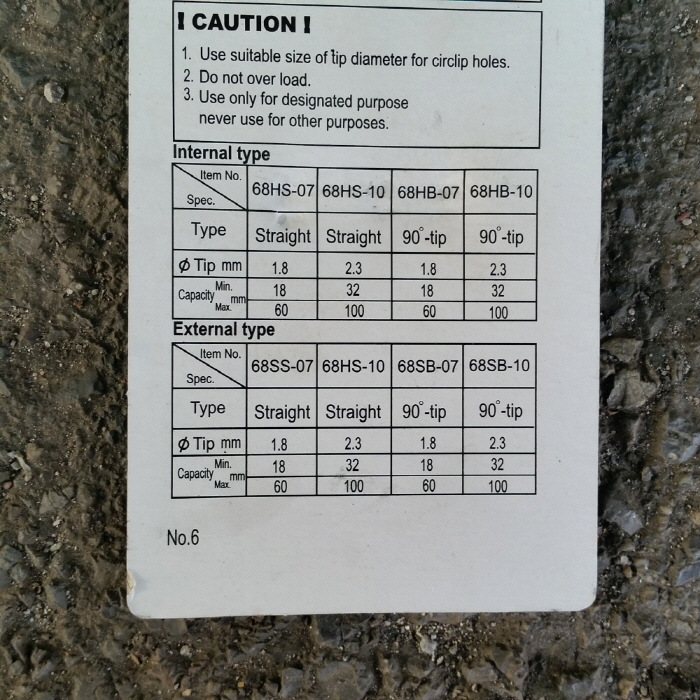 ! CAUTION !
1. Use suitable size of tip diameter for circlip holes.
2. Do not over load.
3. Use only for designated purpose
never use for other purposes.
Internal type
Item No. Spec. 68HS-07 68HS-10 68HB-07 68HB-10
Type Straight Straight 90°-tip 90°-tip
Ø Tip mm 1.8 2.3 1.8 2.3
Capacity Min. mm 18 32 18 32
Max. 60 100 60 100
External type
Item No. Spec. 68SS-07 68HS-10 68SB-07 68SB-10
Type Straight Straight 90°-tip 90°-tip
Ø Tip mm 1.8 2.3 1.8 2.3
Capacity Min. mm 18 32 18 32
Max. 60 100 60 100
No.6